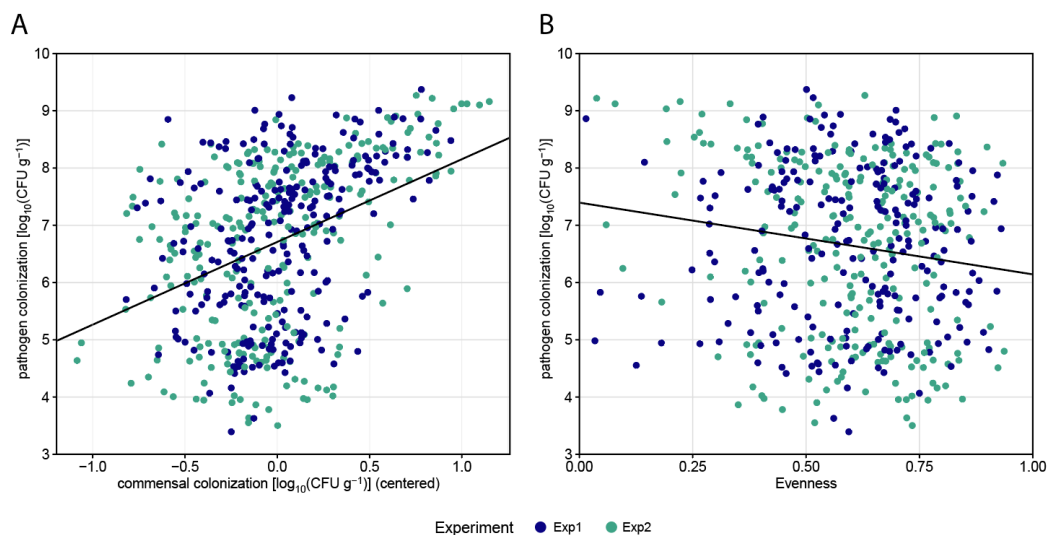 A
B
10
9
8
7
6
5
4
3
pathogen colonization [log10(CFU g−1)]
−1.0
−0.5
0.0
0.5
1.0
commensal colonization [log10(CFU g−1)] (centered)
10
9
8
7
6
5
4
3
pathogen colonization [log10(CFU g−1)]
0.00
0.25
0.50
0.75
1.00
Evenness
Experiment
Exp1
Exp2